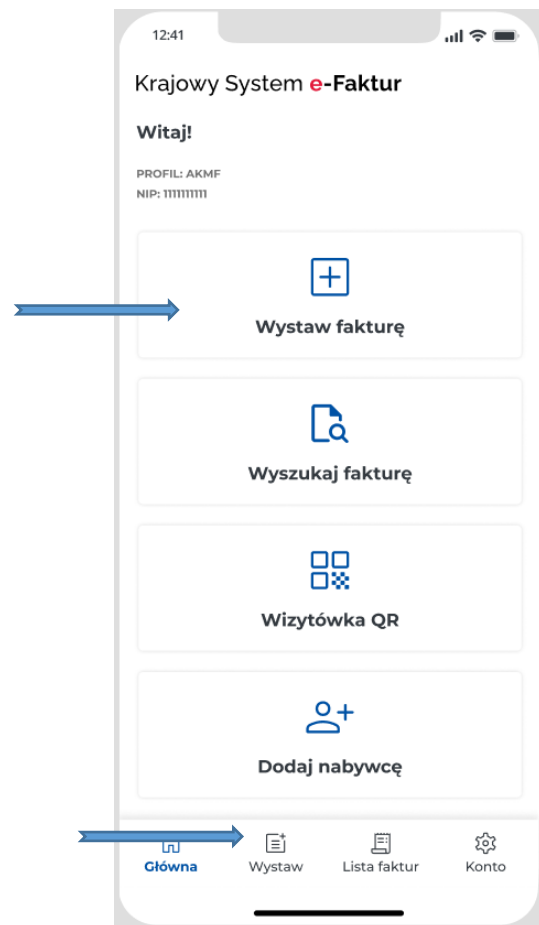 12:41
Krajowy System e-Faktur
Witaj!
PROFIL: AKMF
NIP: 1111111111
Wystaw fakturę
Wyszukaj fakturę
Wizytówka QR
Dodaj nabywcę
Główna Wystaw Lista faktur Konto